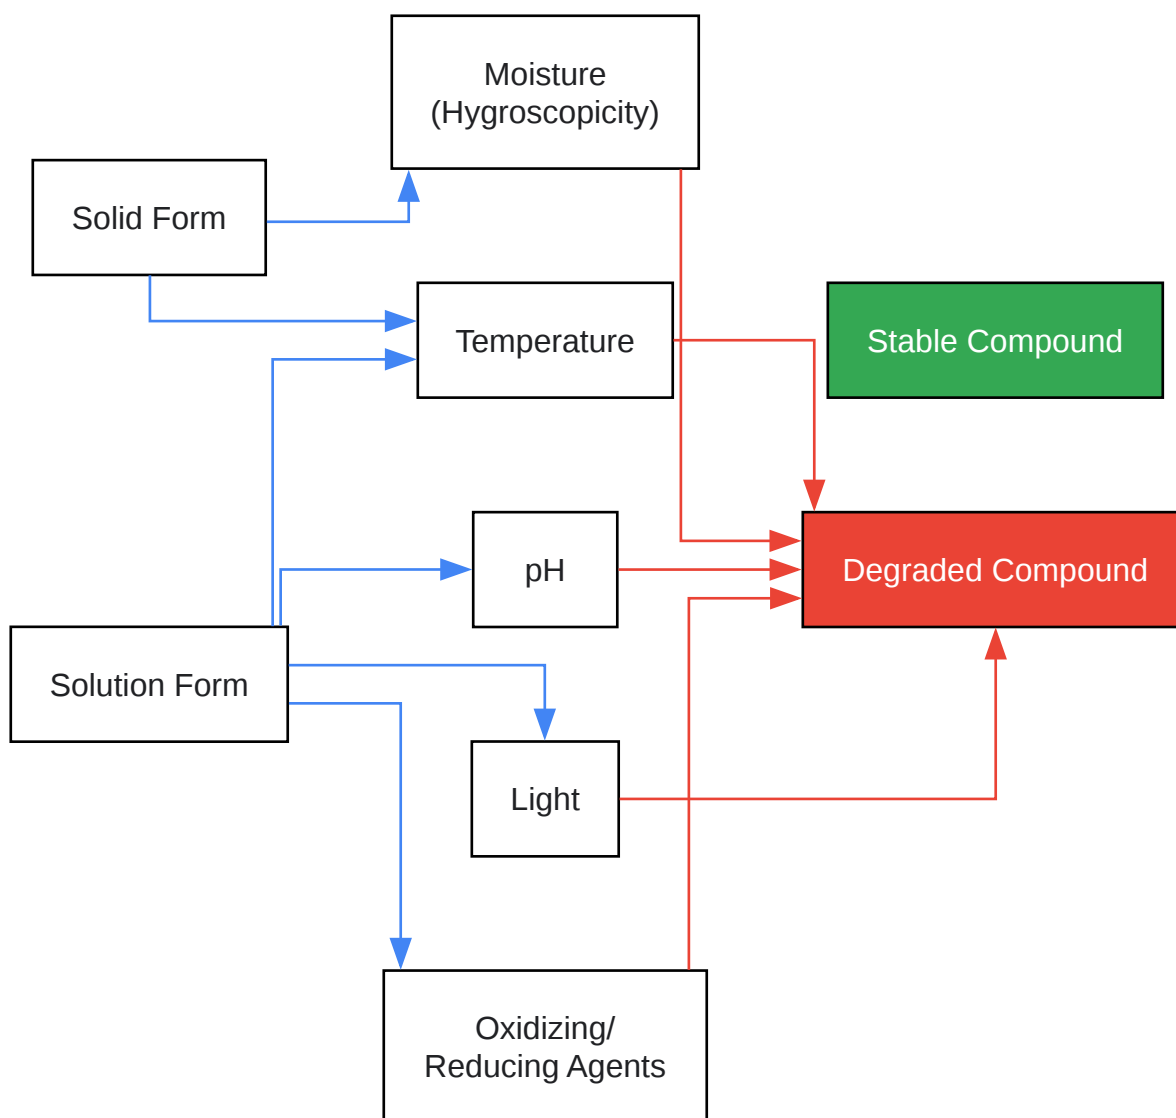 Moisture
(Hygroscopicity)
Solid Form
Temperature
Stable Compound
pH
Degraded Compound
Solution Form
Light
Oxidizing/
Reducing Agents